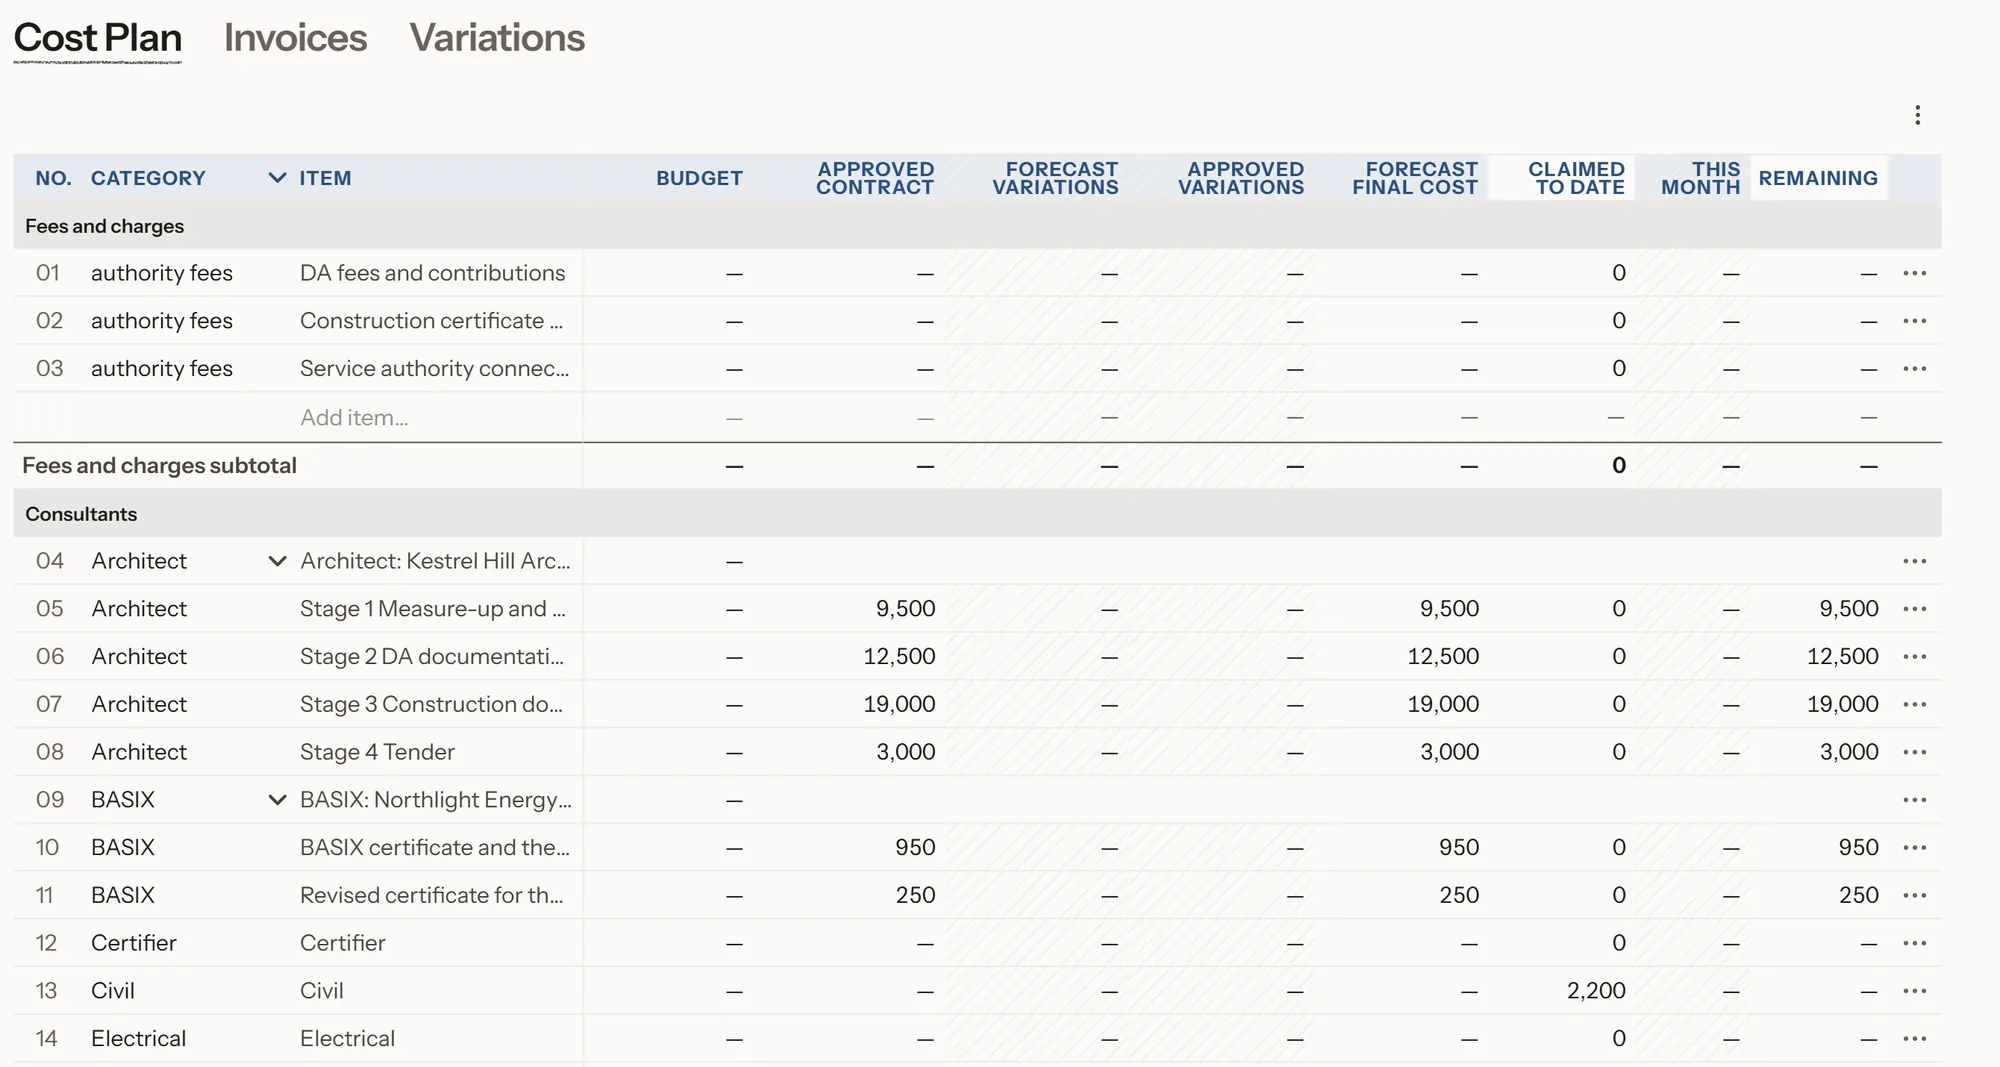 Cost Plan Invoices Variations
NO. CATEGORY ITEM BUDGET APPROVED CONTRACT FORECAST VARIATIONS APPROVED VARIATIONS FORECAST FINAL COST CLAIMED TO DATE THIS MONTH REMAINING
Fees and charges
01 authority fees DA fees and contributions — — — — — 0 — — ...
02 authority fees Construction certificate ... — — — — — 0 — — ...
03 authority fees Service authority connec... — — — — — 0 — — ...
Add item... — — — — — — — —
Fees and charges subtotal — — — — — 0 — —
Consultants
04 Architect Architect: Kestrel Hill Arc... — ...
05 Architect Stage 1 Measure-up and ... — 9,500 — — 9,500 0 — 9,500 ...
06 Architect Stage 2 DA documentati... — 12,500 — — 12,500 0 — 12,500 ...
07 Architect Stage 3 Construction do... — 19,000 — — 19,000 0 — 19,000 ...
08 Architect Stage 4 Tender — 3,000 — — 3,000 0 — 3,000 ...
09 BASIX BASIX: Northlight Energy... — ...
10 BASIX BASIX certificate and the... — 950 — — 950 0 — 950 ...
11 BASIX Revised certificate for th... — 250 — — 250 0 — 250 ...
12 Certifier Certifier — — — — — 0 — — ...
13 Civil Civil — — — — — 2,200 — — ...
14 Electrical Electrical — — — — — 0 — — ...